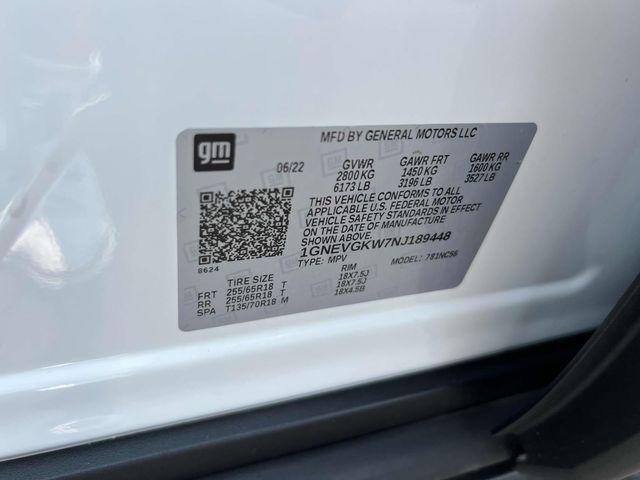 gm
MFD BY GENERAL MOTORS LLC
06/22 GVWR GAWR FRT GAWR RR
2800 KG 1450 KG 1600 KG
6173 LB 3196 LB 3527 LB
THIS VEHICLE CONFORMS TO ALL
APPLICABLE U.S. FEDERAL MOTOR
VEHICLE SAFETY STANDARDS IN EFFECT
ON THE DATE OF MANUFACTURE
1GNEVGKW7NJ189448
8624 TYPE: MPV 781NC56
TIRE SIZE RIM
FRT 255/65R18 T 18X7.5J
RR 255/65R18 T 18X7.5J
SPA T135/70R18 M 18X4.5B